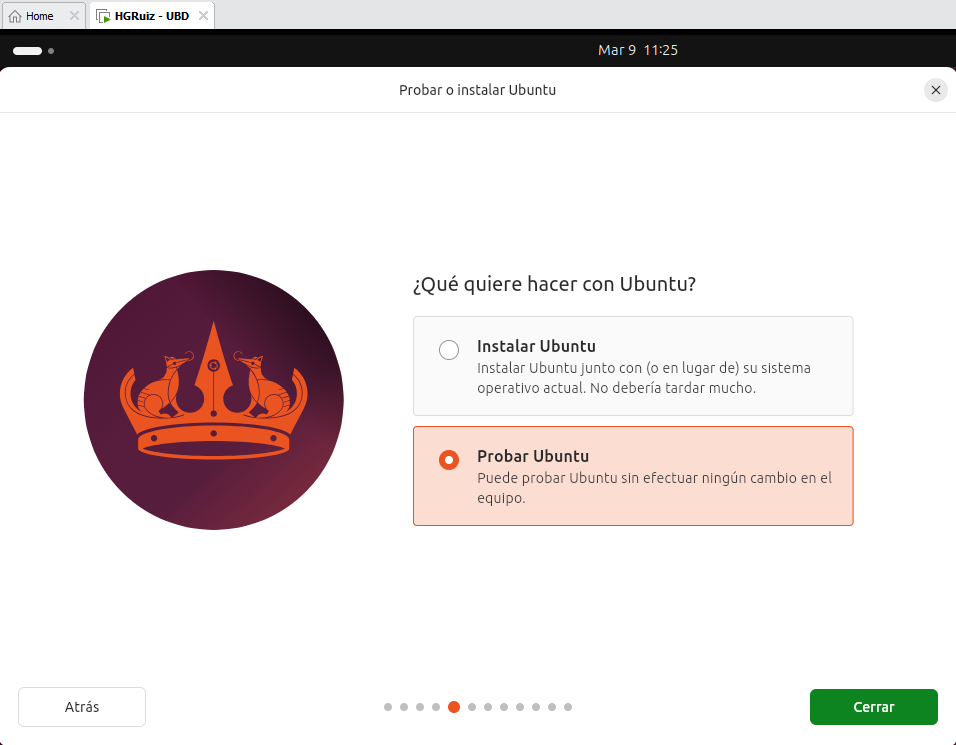 Home
HGRuiz - UBD
Mar 9 11:25
Probar o instalar Ubuntu
¿Qué quiere hacer con Ubuntu?
Instalar Ubuntu
Instalar Ubuntu junto con (o en lugar de) su sistema
operativo actual. No debería tardar mucho.
Probar Ubuntu
Puede probar Ubuntu sin efectuar ningún cambio en el
equipo.
Atrás
Cerrar